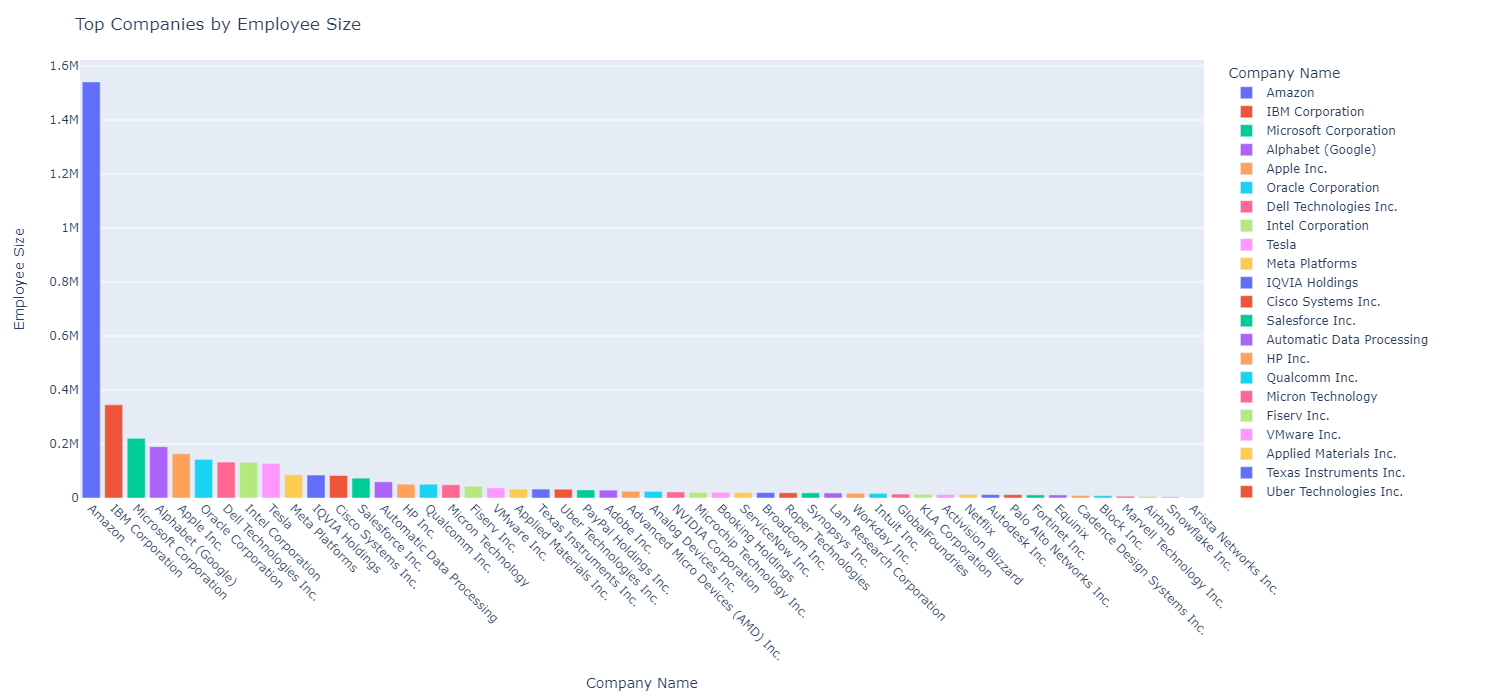 Top Companies by Employee Size
Employee Size
1.6M
1.4M
1.2M
1M
0.8M
0.6M
0.4M
0.2M
0
Amazon
IBM Corporation
Microsoft Corporation
Alphabet (Google)
Apple Inc.
Oracle Corporation
Dell Technologies Inc.
Intel Corporation
Tesla
Meta Platforms
IQVIA Holdings
Cisco Systems Inc.
Salesforce Inc.
Automatic Data Processing
HP Inc.
Qualcomm Inc.
Micron Technology
Fiserv Inc.
VMware Inc.
Applied Materials Inc.
Texas Instruments Inc.
Uber Technologies Inc.
PayPal Holdings Inc.
Adobe Inc.
Advanced Micro Devices (AMD) Inc.
Analog Devices Inc.
NVIDIA Corporation
Microchip Technology Inc.
Booking Holdings
ServiceNow Inc.
Broadcom Inc.
Roper Technologies
Synopsys Inc.
Lam Research Corporation
Workday Inc.
Intuit Inc.
GlobalFoundries
KLA Corporation
Activision Blizzard
Netflix
Autodesk Inc.
Palo Alto Networks Inc.
Fortinet Inc.
Equinix
Cadence Design Systems Inc.
Block Inc.
Marvell Technology Inc.
Airbnb
Snowflake Inc.
Arista Networks Inc.
Company Name
Company Name
Amazon
IBM Corporation
Microsoft Corporation
Alphabet (Google)
Apple Inc.
Oracle Corporation
Dell Technologies Inc.
Intel Corporation
Tesla
Meta Platforms
IQVIA Holdings
Cisco Systems Inc.
Salesforce Inc.
Automatic Data Processing
HP Inc.
Qualcomm Inc.
Micron Technology
Fiserv Inc.
VMware Inc.
Applied Materials Inc.
Texas Instruments Inc.
Uber Technologies Inc.